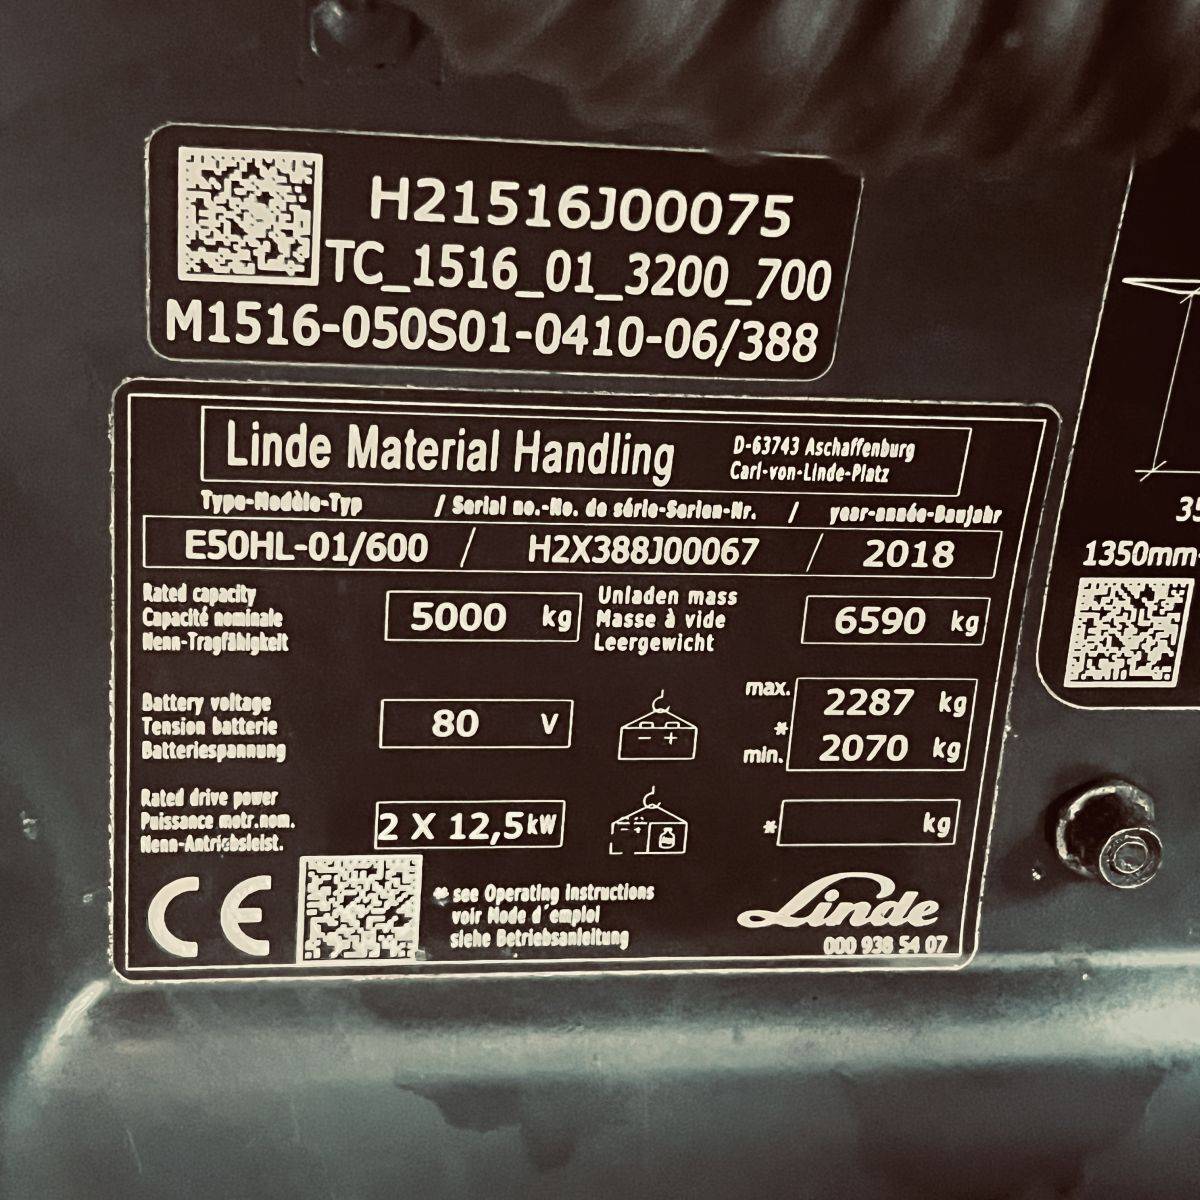 H21516J00075
TC_1516_01_3200_700
M1516-050S01-0410-06/388
Linde Material Handling
D-63743 Aschaffenburg
Carl-von-Linde-Platz
Type-Modèle-Typ / Serial no.-No. de série-Serien-Nr. / year-année-Baujahr
E50HL-01/600 / H2X388J00067 / 2018
Rated capacity
Capacité nominale
Nenn-Tragfähigkeit
5000 kg
Unladen mass
Masse à vide
Leergewicht
6590 kg
Battery voltage
Tension batterie
Batteriespannung
80 V
- +
max. 2287 kg
*
min. 2070 kg
Rated drive power
Puissance motr.nom.
Nenn-Antriebsleist.
2 X 12,5kW
* kg
CE
* see Operating instructions
voir Mode d'emploi
siehe Betriebsanleitung
Linde
000 938 54 07
1350mm